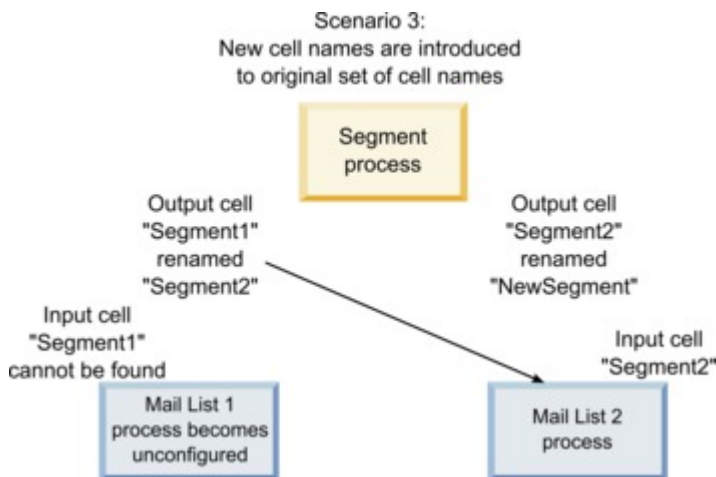 Scenario 3:
New cell names are introduced
to original set of cell names
Segment
process
Output cell
"Segment1"
renamed
"Segment2"
Output cell
"Segment2"
renamed
"NewSegment"
Input cell
"Segment1"
cannot be found
Input cell
"Segment2"
Mail List 1
process becomes
unconfigured
Mail List 2
process